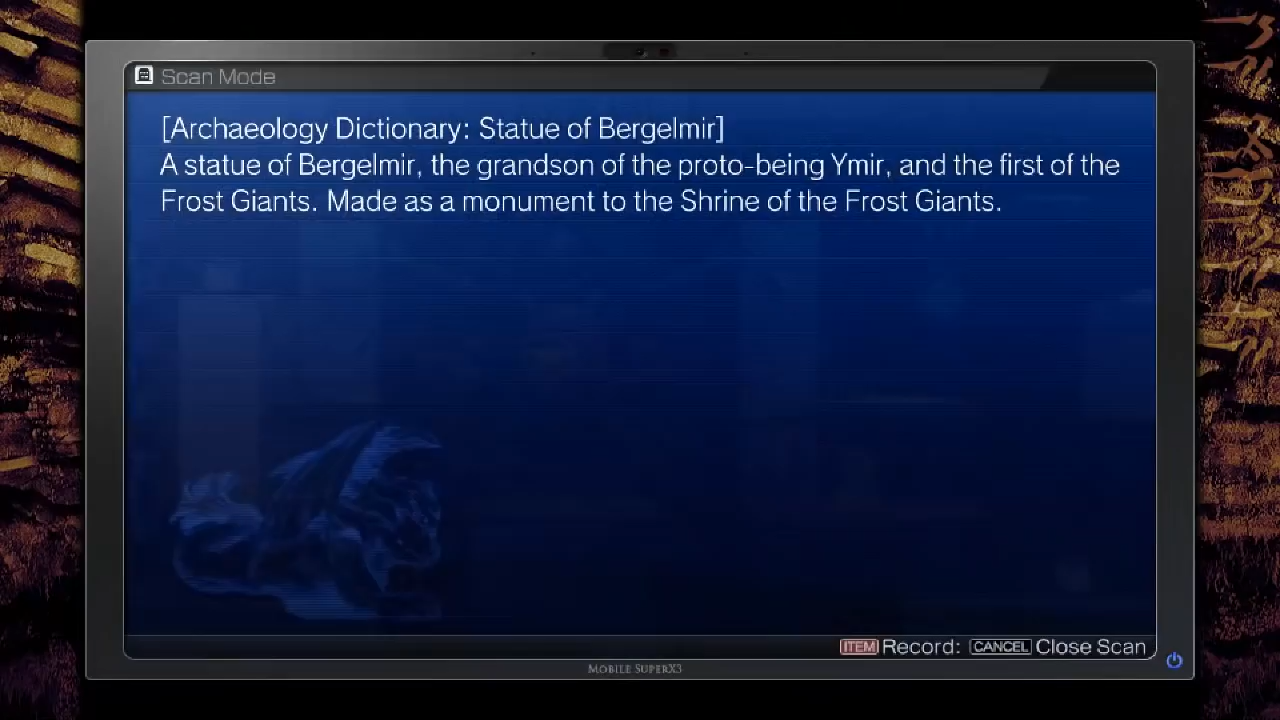 Scan Mode
[Archaeology Dictionary: Statue of Bergelmir]
A statue of Bergelmir, the grandson of the proto-being Ymir, and the first of the
Frost Giants. Made as a monument to the Shrine of the Frost Giants.
ITEM Record: CANCEL Close Scan
MOBILE SUPERX3